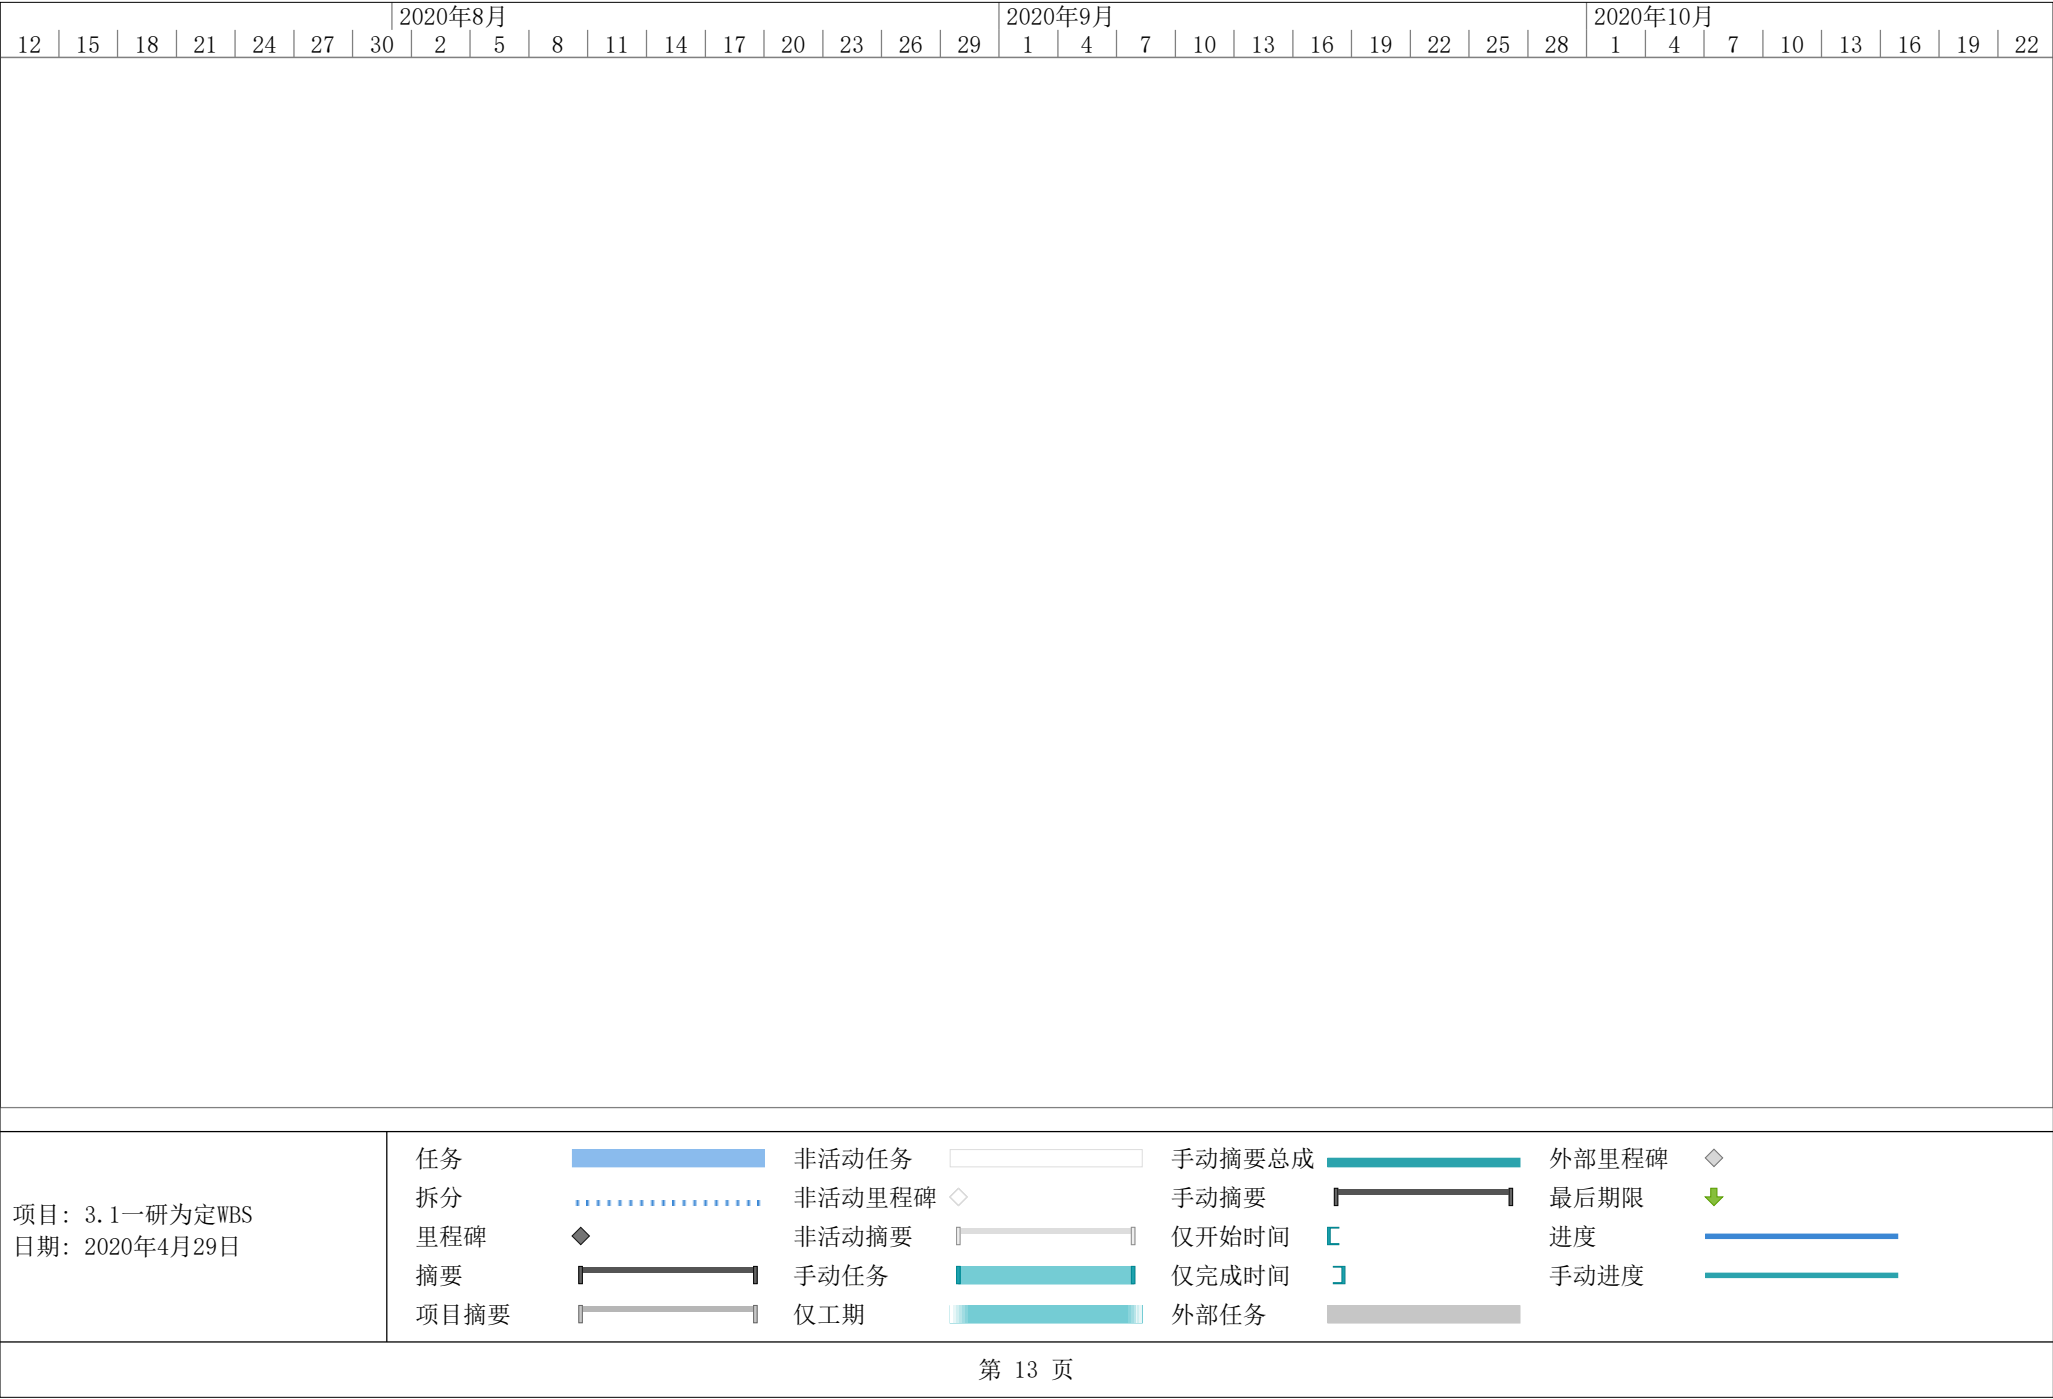 2020年8月 2020年9月 2020年10月
12 15 18 21 24 27 30 2 5 8 11 14 17 20 23 26 29 1 4 7 10 13 16 19 22 25 28 1 4 7 10 13 16 19 22
项目: 3.1一研为定WBS
日期: 2020年4月29日
任务 非活动任务 手动摘要总成 外部里程碑
拆分 非活动里程碑 手动摘要 最后期限
里程碑 非活动摘要 仅开始时间 进度
摘要 手动任务 仅完成时间 手动进度
项目摘要 仅工期 外部任务
第 13 页